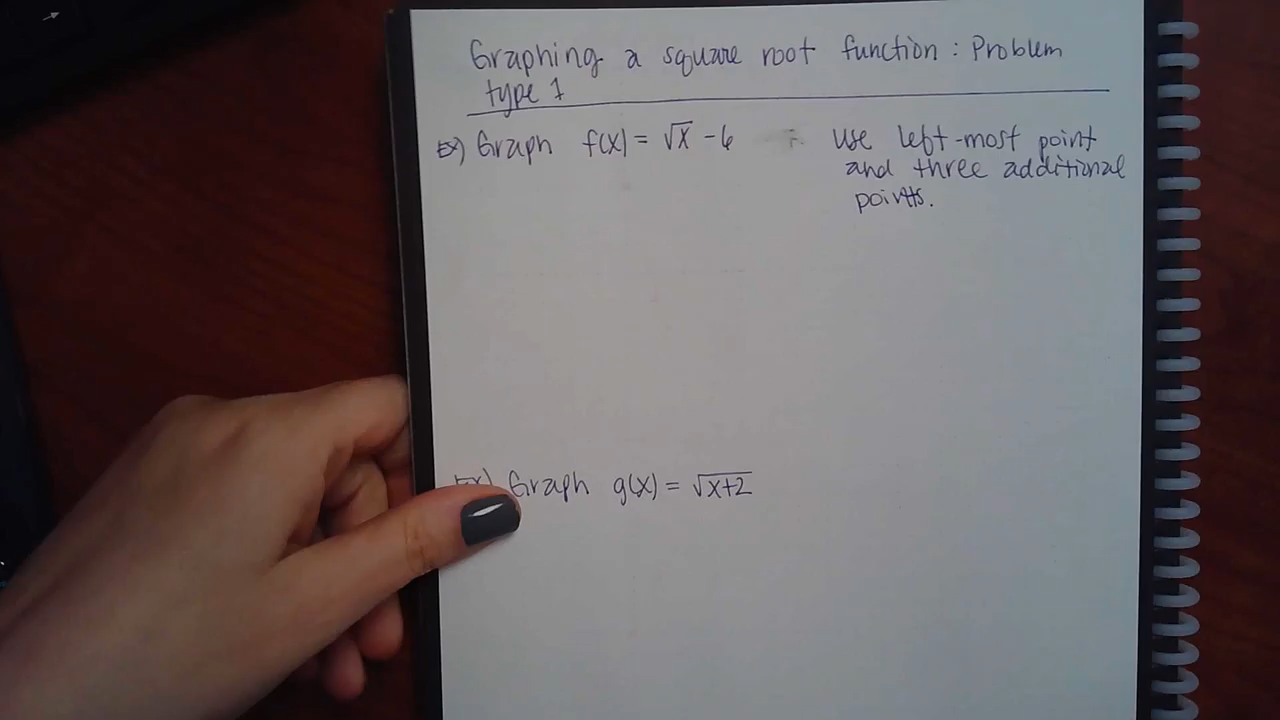 Graphing a square root function : Problem
type 1
Ex) Graph f(x) = √x - 6
use left-most point
and three additional
points.
Ex) Graph g(x) = √x+2